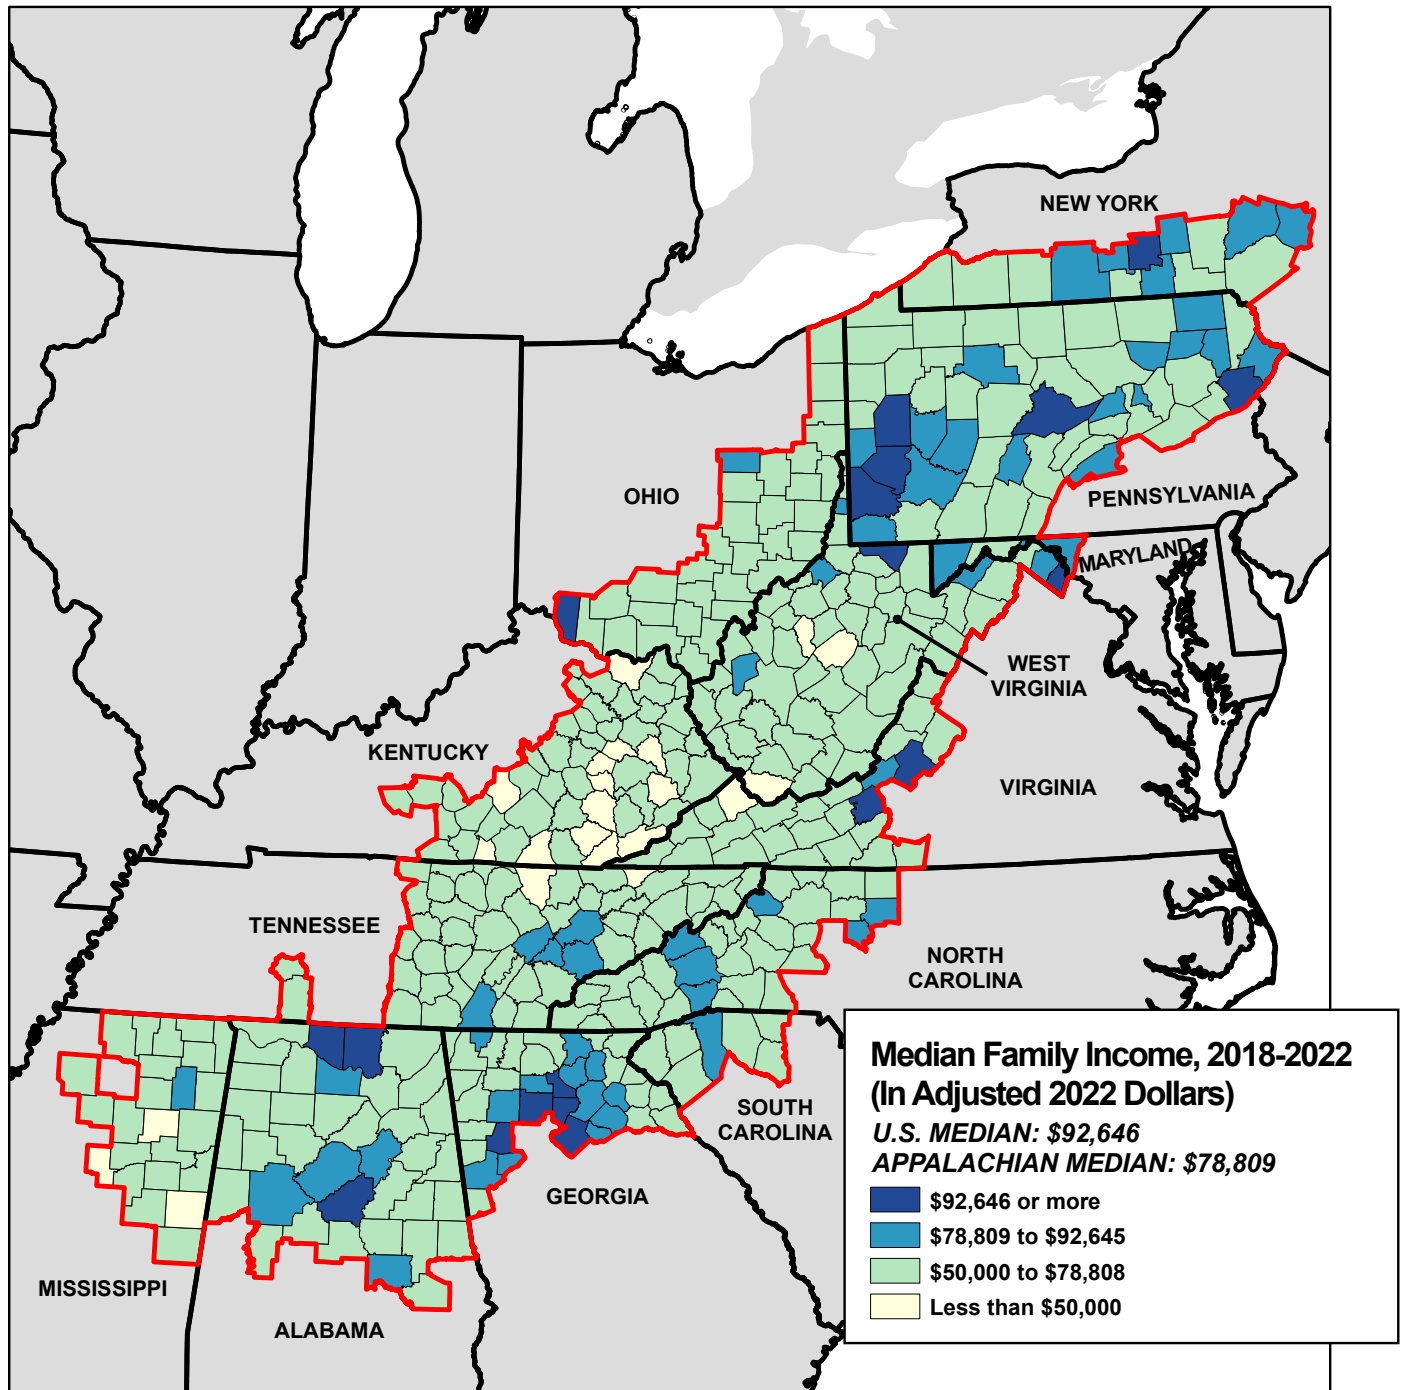 NEW YORK
OHIO
PENNSYLVANIA
MARYLAND
WEST
VIRGINIA
KENTUCKY
VIRGINIA
TENNESSEE
NORTH
CAROLINA
SOUTH
CAROLINA
GEORGIA
MISSISSIPPI
ALABAMA
Median Family Income, 2018-2022
(In Adjusted 2022 Dollars)
U.S. MEDIAN: $92,646
APPALACHIAN MEDIAN: $78,809
$92,646 or more
$78,809 to $92,645
$50,000 to $78,808
Less than $50,000